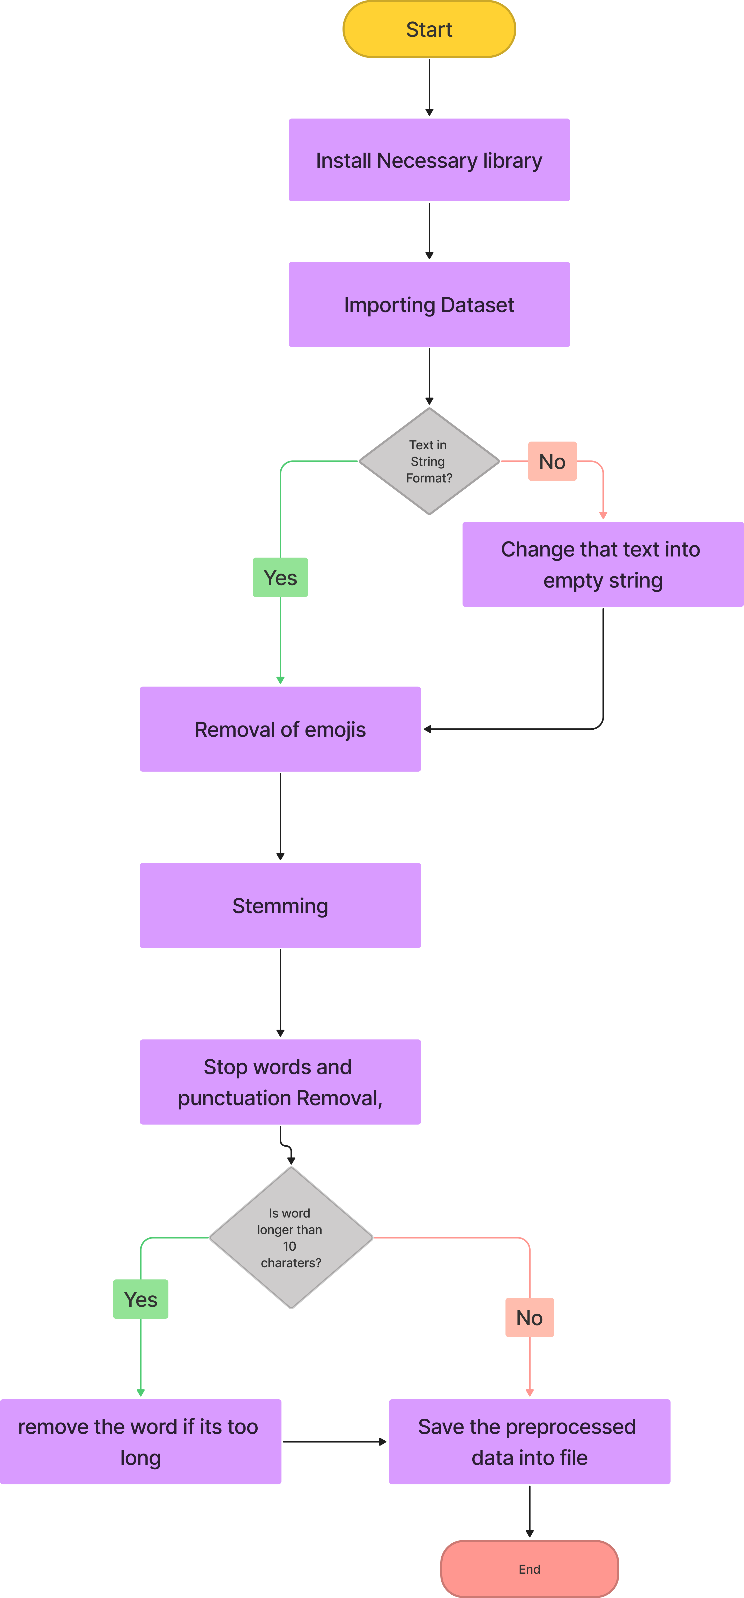 Start
Install Necessary library
Importing Dataset
Text in
String
Format?
No
Change that text into
empty string
Yes
Removal of emojis
Stemming
Stop words and
punctuation Removal,
Is word
longer than
10
charaters?
Yes
No
remove the word if its too
long
Save the preprocessed
data into file
End